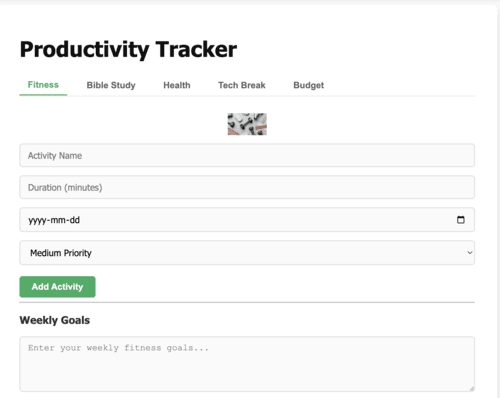 Productivity Tracker
Fitness Bible Study Health Tech Break Budget
Activity Name
Duration (minutes)
yyyy-mm-dd
Medium Priority
Add Activity
Weekly Goals
Enter your weekly fitness goals...